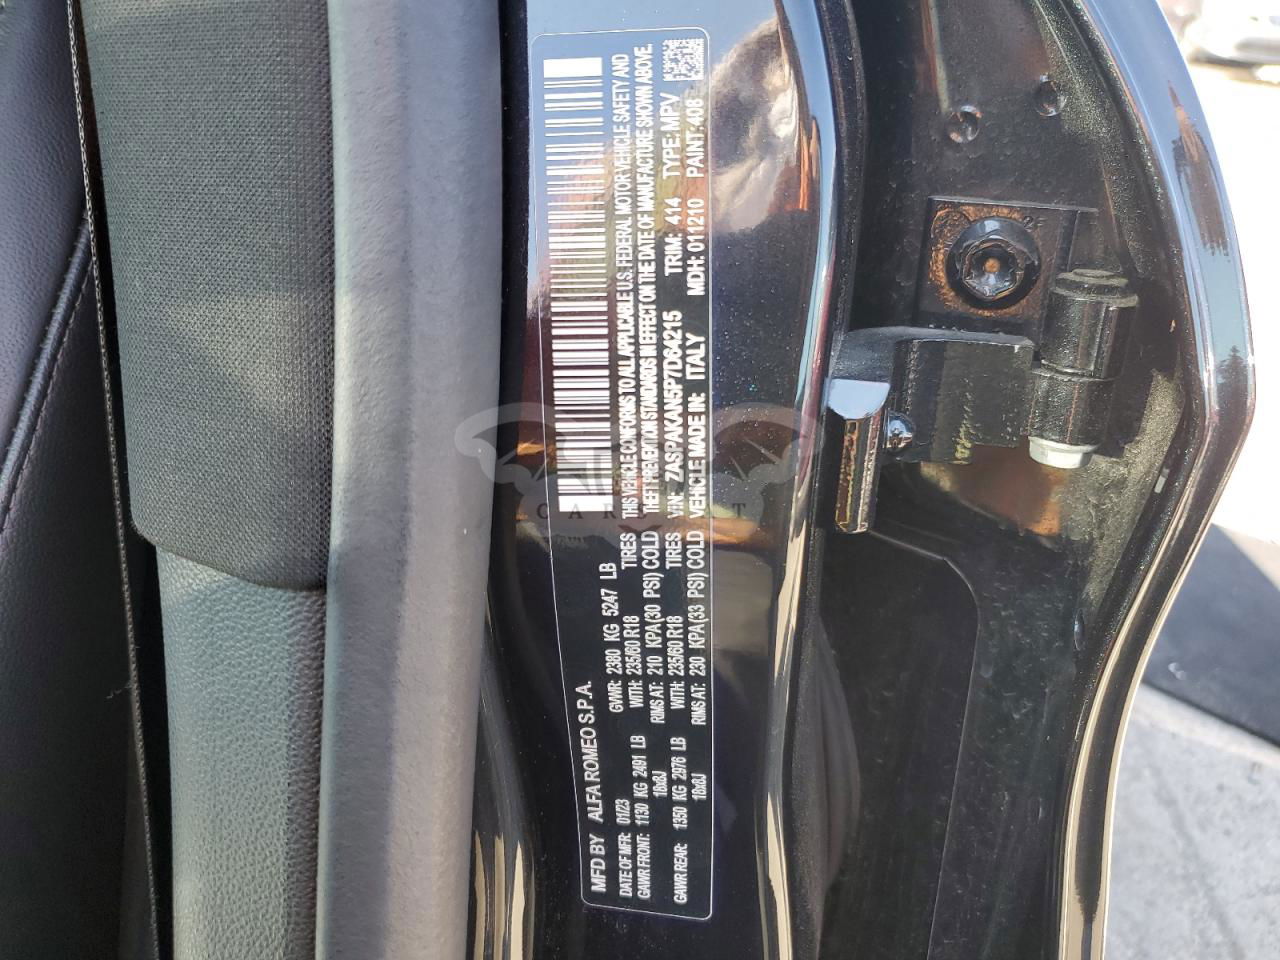 MFD BY ALFA ROMEO S.P.A.
DATE OF MFR: 01/23 GVWR: 2380 KG 5247 LB
GAWR FRONT: 1130 KG 2491 LB WITH: 235/60 R18 TIRES
18x8J RIMS AT: 210 KPA(30 PSI) COLD
GAWR REAR: 1350 KG 2976 LB WITH: 235/60 R18 TIRES
18x8J RIMS AT: 230 KPA(33 PSI) COLD
THIS VEHICLE CONFORMS TO ALL APPLICABLE U.S. FEDERAL MOTOR VEHICLE SAFETY AND
THEFT PREVENTION STANDARDS IN EFFECT ON THE DATE OF MANUFACTURE SHOWN ABOVE.
VIN: ZASPAKAN5P7D64215 TRIM: 414 TYPE: MPV
VEHICLE MADE IN: ITALY MDH: 011210 PAINT: 408